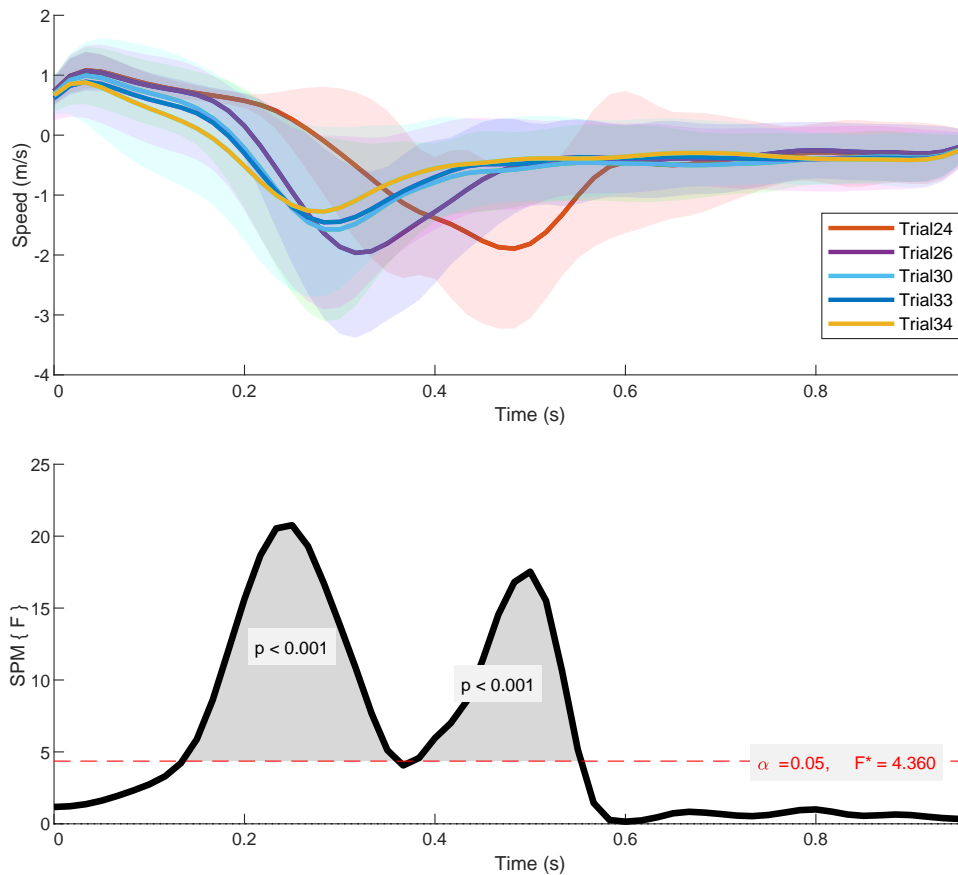 2
1
0
-1
-2
-3
-4
Speed (m/s)
0
0.2
0.4
0.6
0.8
Time (s)
Trial24
Trial26
Trial30
Trial33
Trial34
25
20
15
10
5
0
SPM { F }
p < 0.001
p < 0.001
α =0.05, F* = 4.360
0
0.2
0.4
0.6
0.8
Time (s)